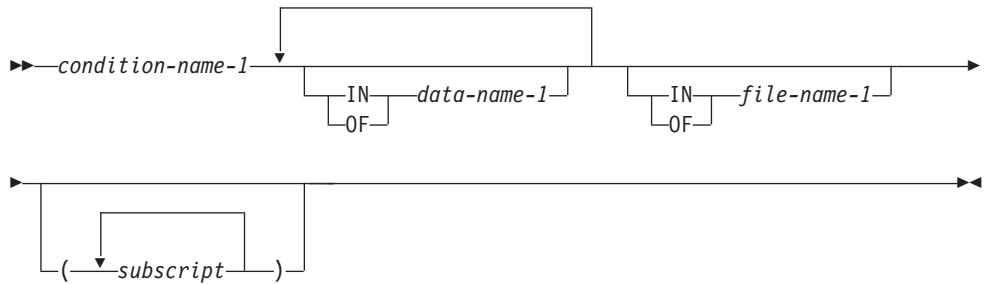 condition-name-1
IN data-name-1 IN file-name-1
OF OF
( subscript )